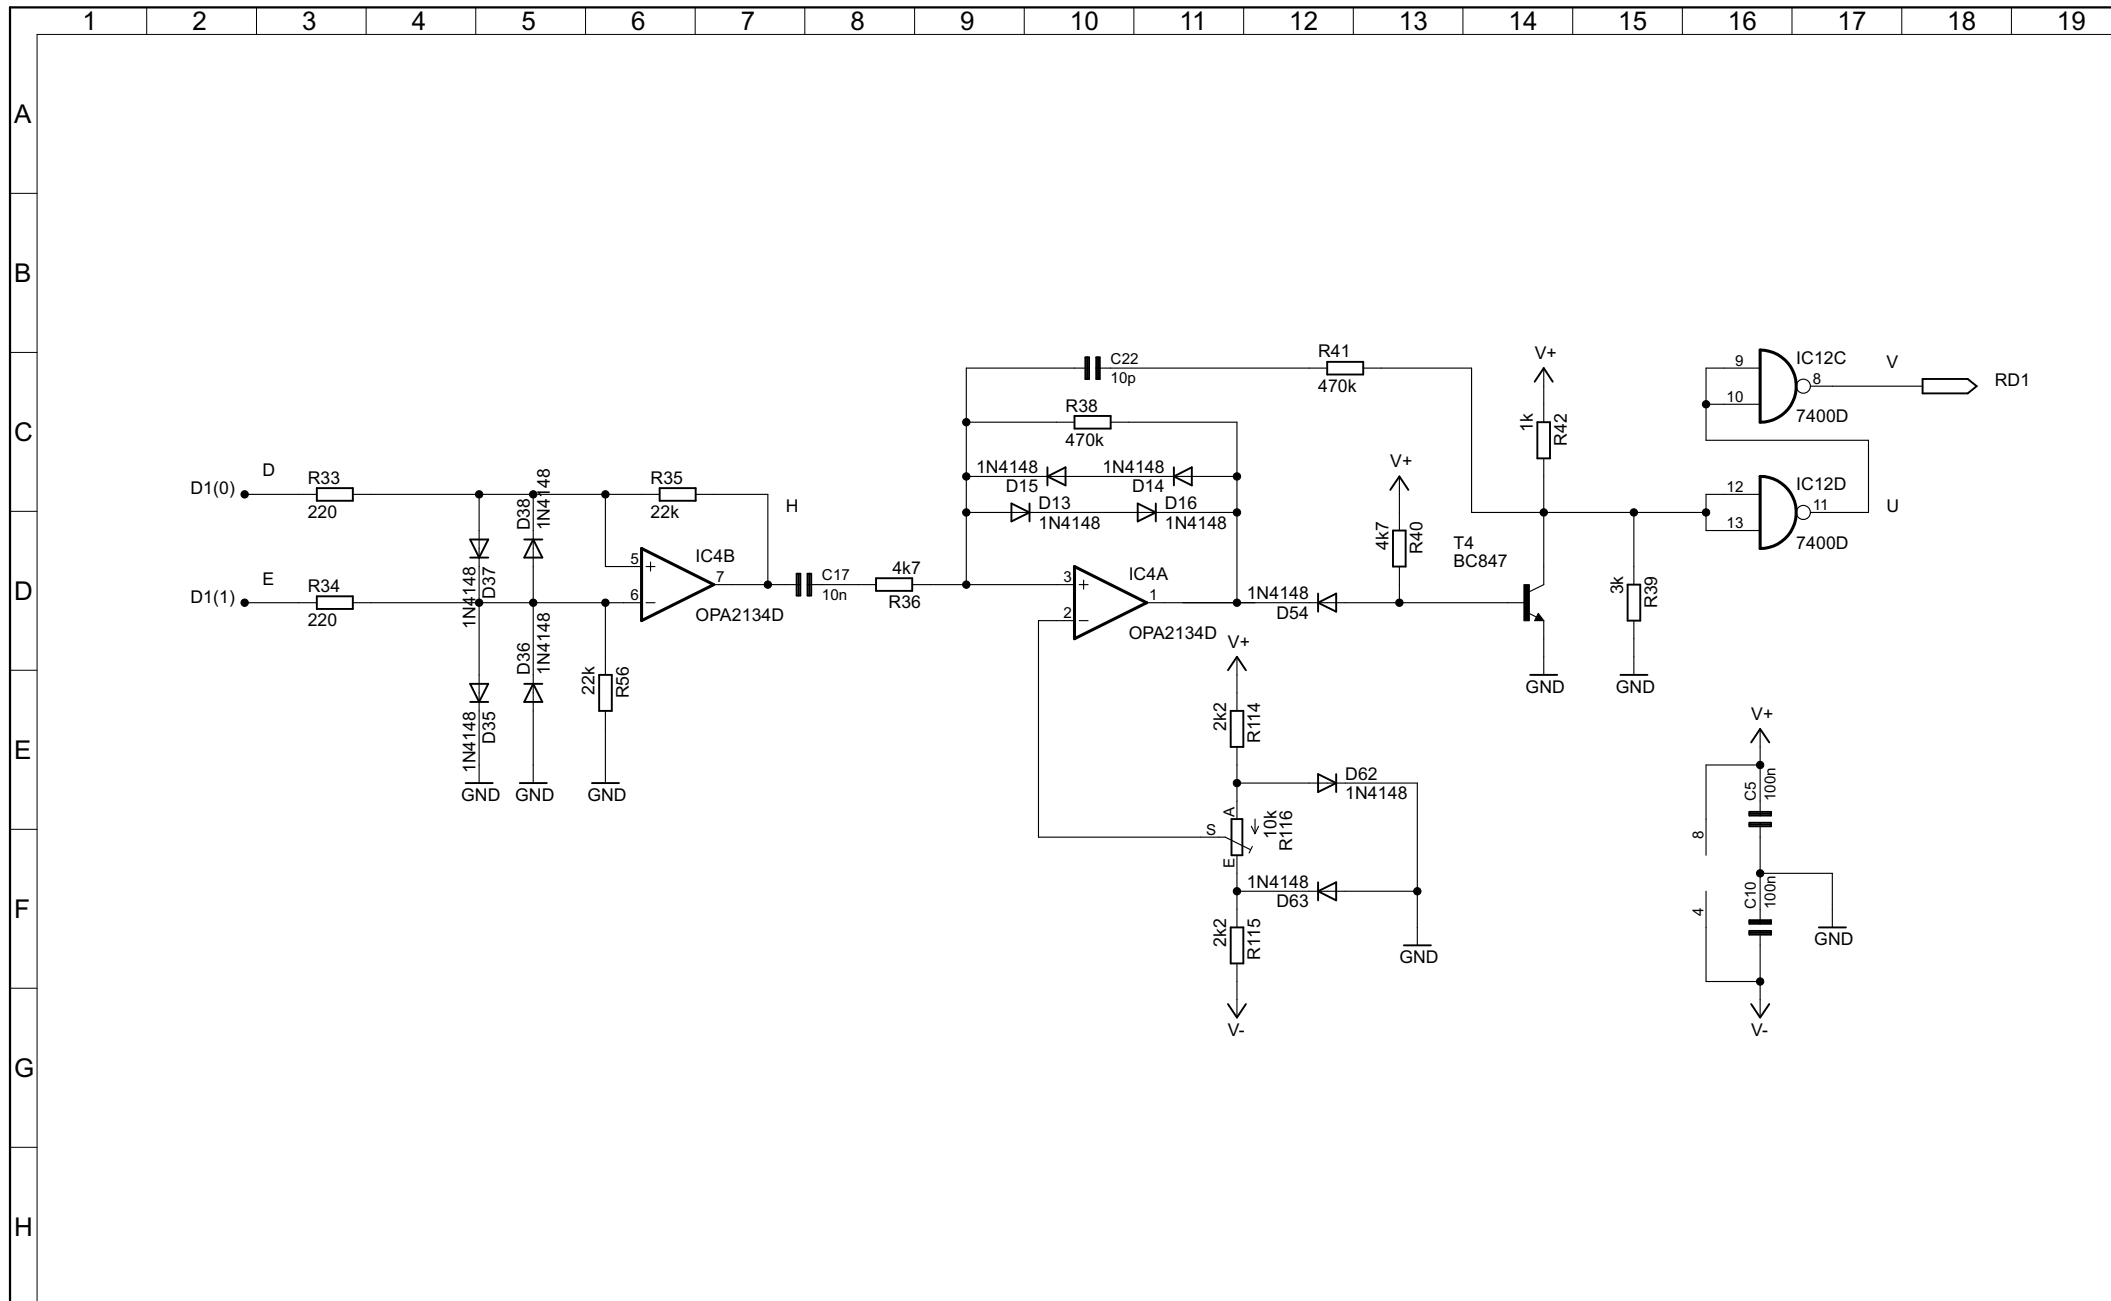 1 2 3 4 5 6 7 8 9 10 11 12 13 14 15 16 17 18 19
A
B
C
D
E
F
G
H
D1(0)
D
R33
220
D1(1)
E
R34
220
1N4148
D37
D38
1N4148
1N4148
D35
D36
1N4148
GND
GND
GND
22k
R56
R35
22k
H
5
6
7
+
−
IC4B
OPA2134D
C17
10n
4k7
R36
C22
10p
R41
470k
R38
470k
1N4148
D15
1N4148
D14
D13
1N4148
D16
1N4148
3
2
1
+
−
IC4A
OPA2134D
1N4148
D54
V+
4k7
R40
V+
1k
R42
T4
BC847
GND
3k
R39
GND
V+
2k2
R114
D62
1N4148
A
S
E
10k
R116
1N4148
D63
2k2
R115
V-
GND
9
10
8
IC12C
7400D
V
RD1
12
13
11
IC12D
7400D
U
V+
C5
100n
8
4
C10
100n
GND
V-